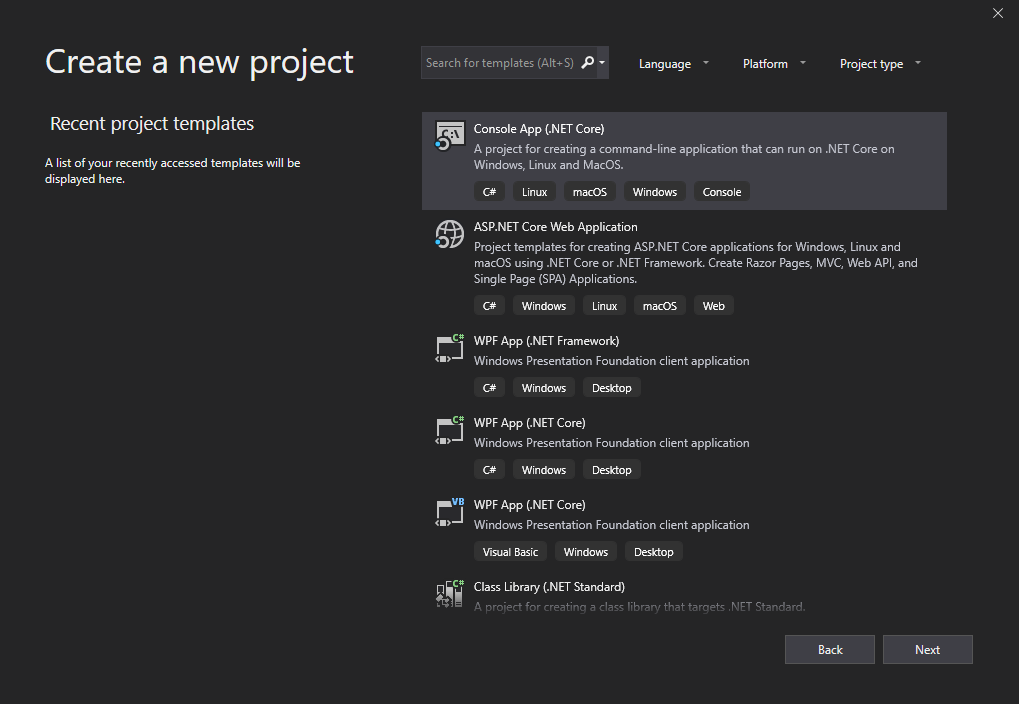 Create a new project
Search for templates (Alt+S)
Language
Platform
Project type
Recent project templates
A list of your recently accessed templates will be
displayed here.
C:\
Console App (.NET Core)
A project for creating a command-line application that can run on .NET Core on
Windows, Linux and MacOS.
C# Linux macOS Windows Console
ASP.NET Core Web Application
Project templates for creating ASP.NET Core applications for Windows, Linux and
macOS using .NET Core or .NET Framework. Create Razor Pages, MVC, Web API, and
Single Page (SPA) Applications.
C# Windows Linux macOS Web
C#
WPF App (.NET Framework)
Windows Presentation Foundation client application
C# Windows Desktop
C#
WPF App (.NET Core)
Windows Presentation Foundation client application
C# Windows Desktop
VB
WPF App (.NET Core)
Windows Presentation Foundation client application
Visual Basic Windows Desktop
C#
Class Library (.NET Standard)
A project for creating a class library that targets .NET Standard.
Back
Next